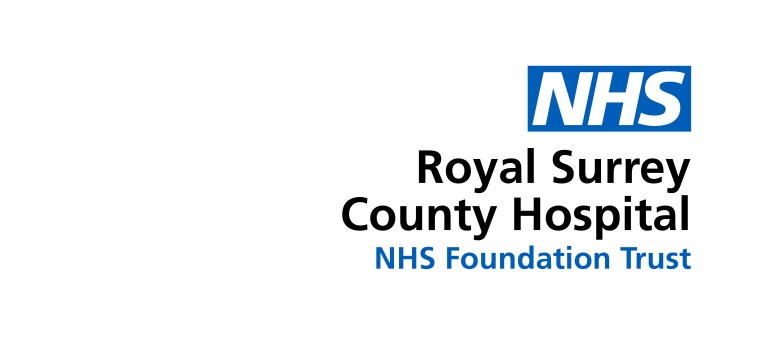 NHS
Royal Surrey
County Hospital
NHS Foundation Trust